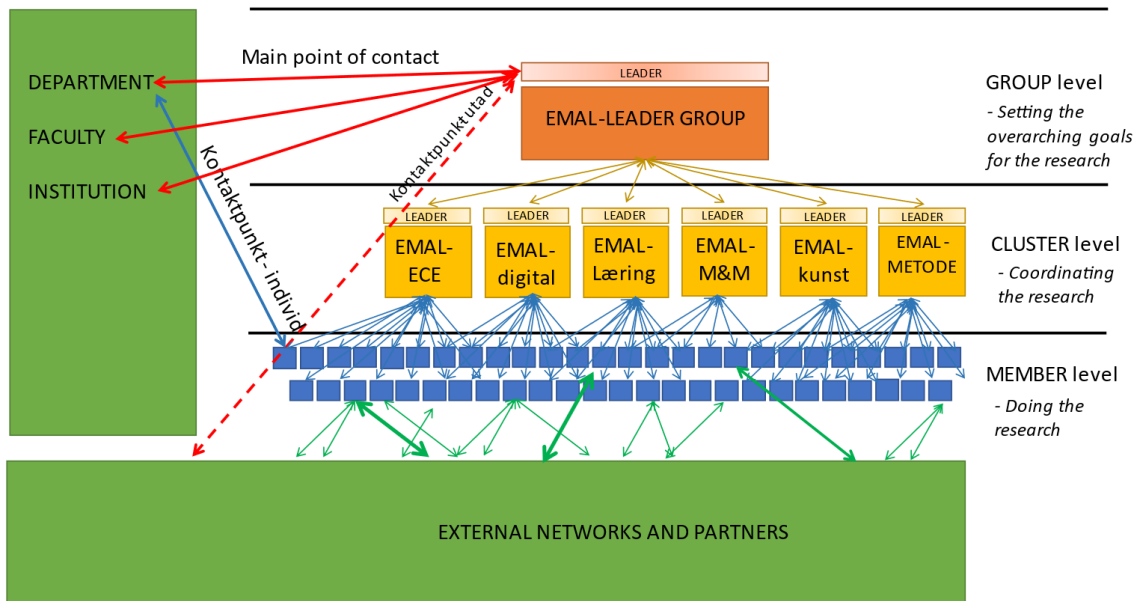 DEPARTMENT
FACULTY
INSTITUTION
Main point of contact
Kontaktpunkt- individ
Kontaktpunktutad
LEADER
EMAL-LEADER GROUP
GROUP level
- Setting the
overarching goals
for the research
LEADER
EMAL-
ECE
LEADER
EMAL-
digital
LEADER
EMAL-
Læring
LEADER
EMAL-
M&M
LEADER
EMAL-
kunst
LEADER
EMAL-
METODE
CLUSTER level
- Coordinating
the research
MEMBER level
- Doing the
research
EXTERNAL NETWORKS AND PARTNERS